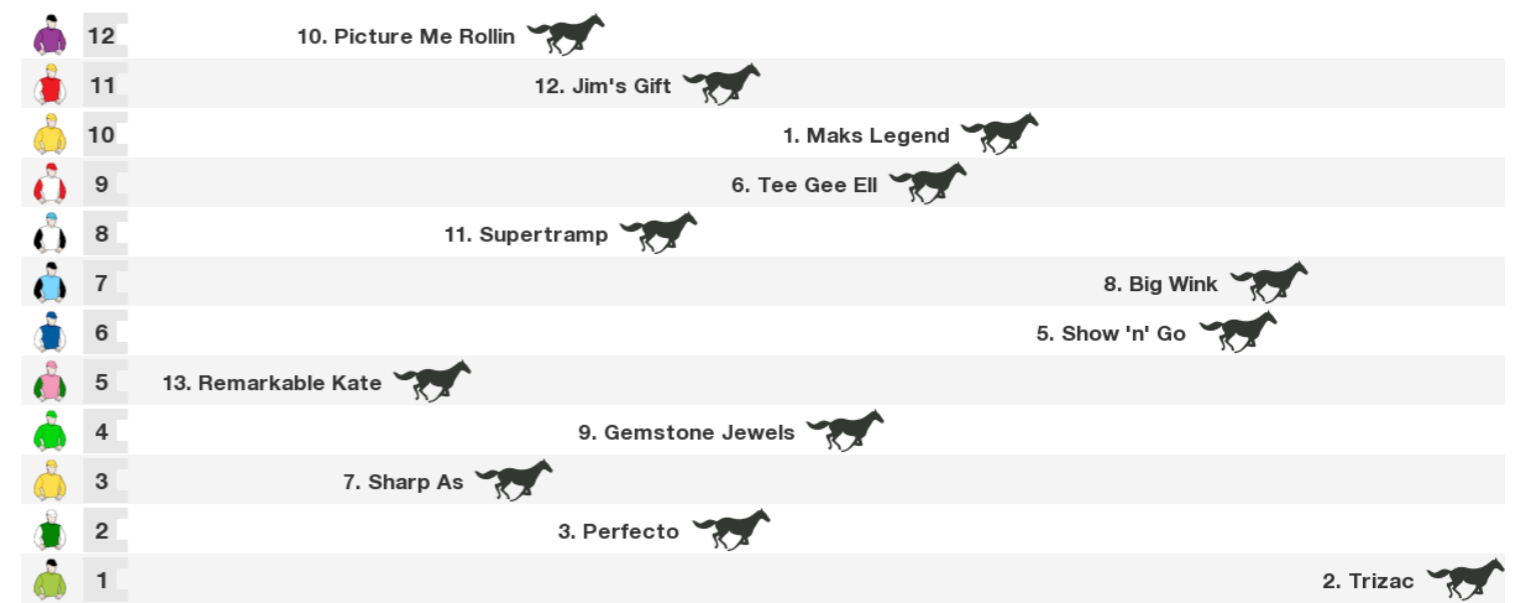 12 10. Picture Me Rollin
11 12. Jim's Gift
10 1. Maks Legend
9 6. Tee Gee Ell
8 11. Supertramp
7 8. Big Wink
6 5. Show 'n' Go
5 13. Remarkable Kate
4 9. Gemstone Jewels
3 7. Sharp As
2 3. Perfecto
1 2. Trizac